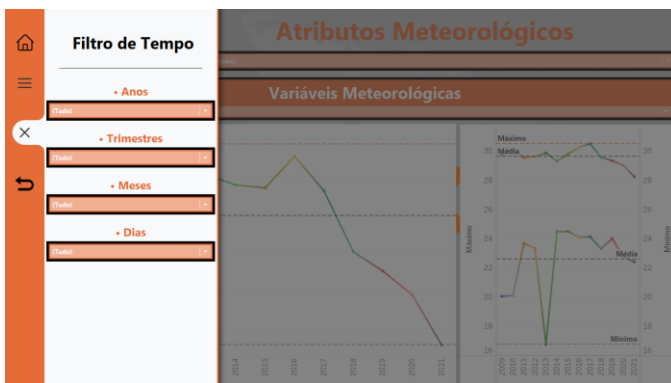 Filtro de Tempo
• Anos
(Tudo)
• Trimestres
(Tudo)
• Meses
(Tudo)
• Dias
(Tudo)
Atributos Meteorológicos
Variáveis Meteorológicas
2014 2015 2016 2017 2018 2019 2020 2021
Máximo
Média
Média
Mínimo
Máximo
30
28
26
24
22
20
18
16
30
28
26
24
22
20
18
16
Mínimo
2009 2010 2011 2012 2013 2014 2015 2016 2017 2018 2019 2020 2021